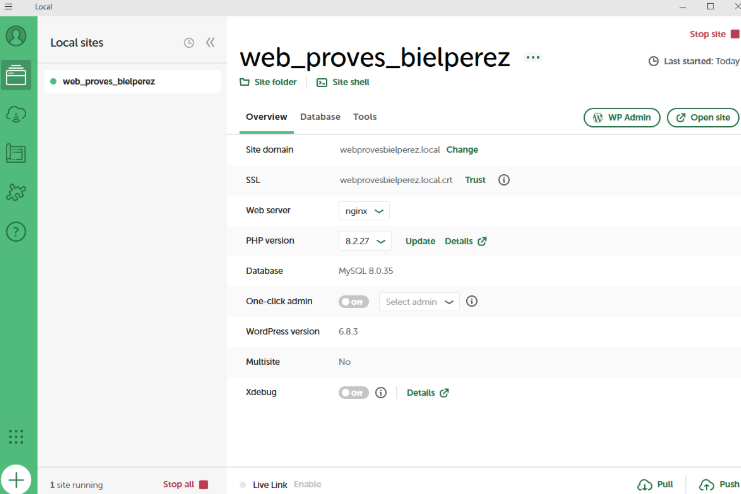 Local
Local sites
web_proves_bielperez
1 site running
Stop all
Stop site
web_proves_bielperez
Last started: Today
Site folder
Site shell
Overview
Database
Tools
WP Admin
Open site
Site domain webprovesbielperez.local Change
SSL webprovesbielperez.local.crt Trust
Web server nginx
PHP version 8.2.27 Update Details
Database MySQL 8.0.35
One-click admin Off Select admin
WordPress version 6.8.3
Multisite No
Xdebug Off Details
Live Link Enable
Pull
Push